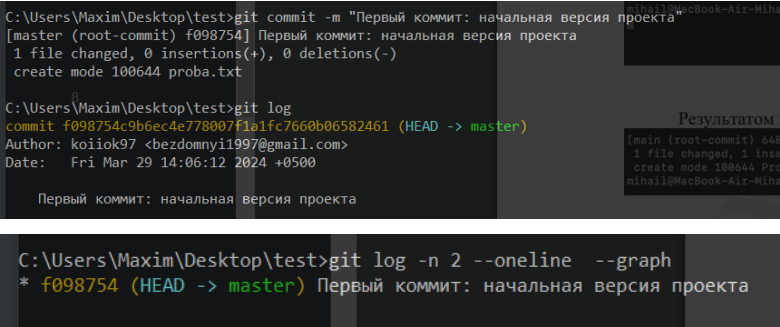 C:\Users\Maxim\Desktop\test>git commit -m "Первый коммит: начальная версия проекта"
[master (root-commit) f098754] Первый коммит: начальная версия проекта
 1 file changed, 0 insertions(+), 0 deletions(-)
 create mode 100644 proba.txt
8
C:\Users\Maxim\Desktop\test>git log
commit f098754c9b6ec4e778007f1a1fc7660b06582461 (HEAD -> master)
Author: koiiok97 <bezdomnyi1997@gmail.com>
Date:   Fri Mar 29 14:06:12 2024 +0500
    Первый коммит: начальная версия проекта
mihail@MacBook-Air-Mihai
Результатом
[main (root-commit) 648
 1 file changed, 1 inse
 create mode 100644 Pro
mihail@MacBook-Air-Miha
C:\Users\Maxim\Desktop\test>git log -n 2 --oneline  --graph
* f098754 (HEAD -> master) Первый коммит: начальная версия проекта